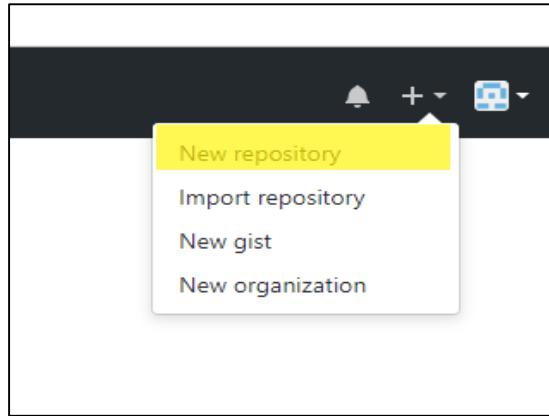 New repository
Import repository
New gist
New organization